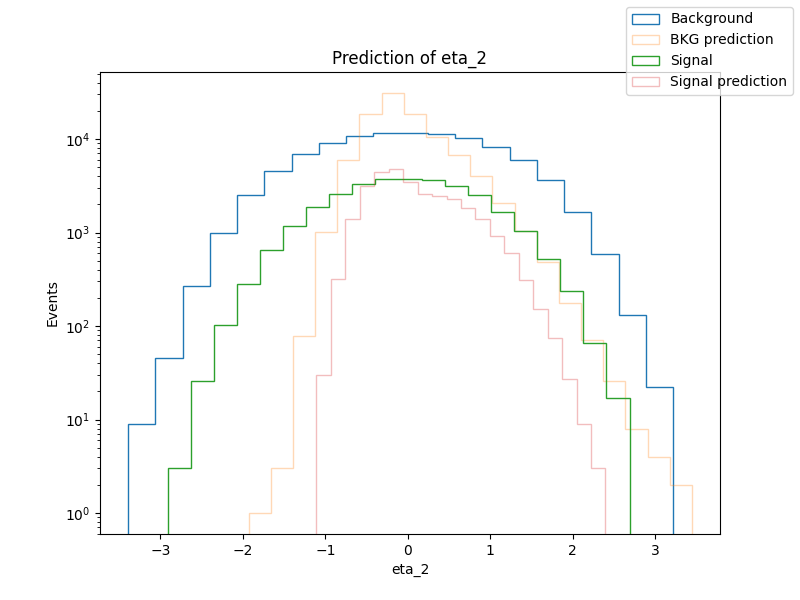 Background
BKG prediction
Signal
Signal prediction
Prediction of eta_2
Events
10⁴
10³
10²
10¹
10⁰
−3 −2 −1 0 1 2 3
eta_2